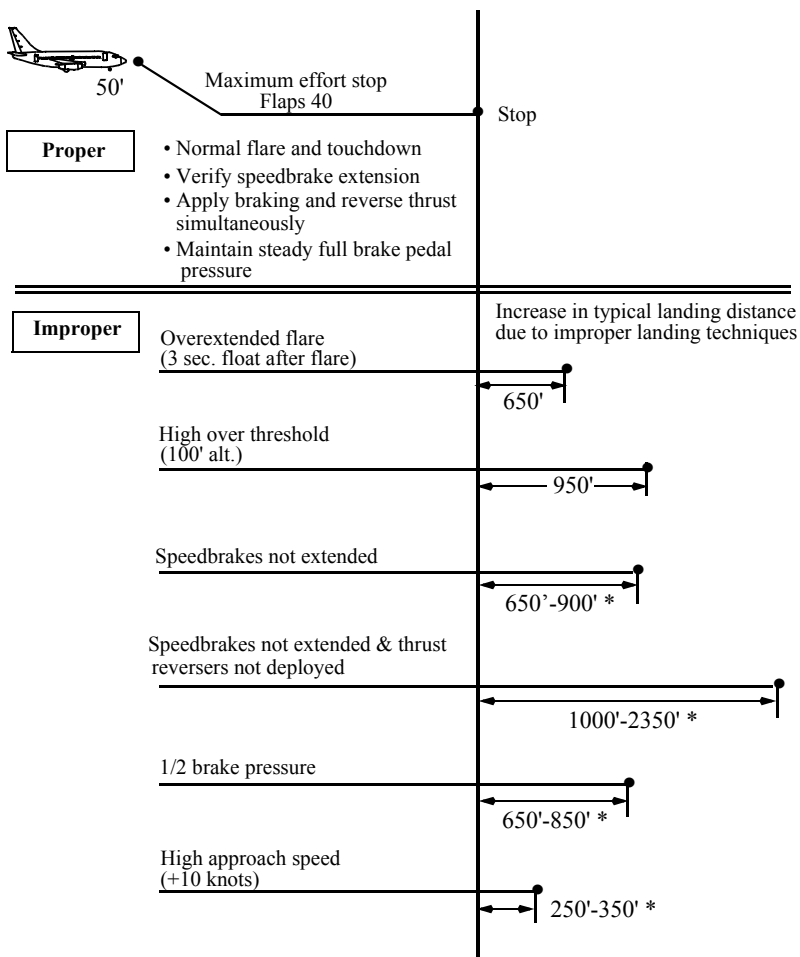 50'
Maximum effort stop
Flaps 40
Stop
Proper
• Normal flare and touchdown
• Verify speedbrake extension
• Apply braking and reverse thrust
simultaneously
• Maintain steady full brake pedal
pressure
Improper
Increase in typical landing distance
due to improper landing techniques
Overextended flare
(3 sec. float after flare)
650'
High over threshold
(100' alt.)
950'
Speedbrakes not extended
650’-900' *
Speedbrakes not extended & thrust
reversers not deployed
1000'-2350' *
1/2 brake pressure
650'-850' *
High approach speed
(+10 knots)
250'-350' *